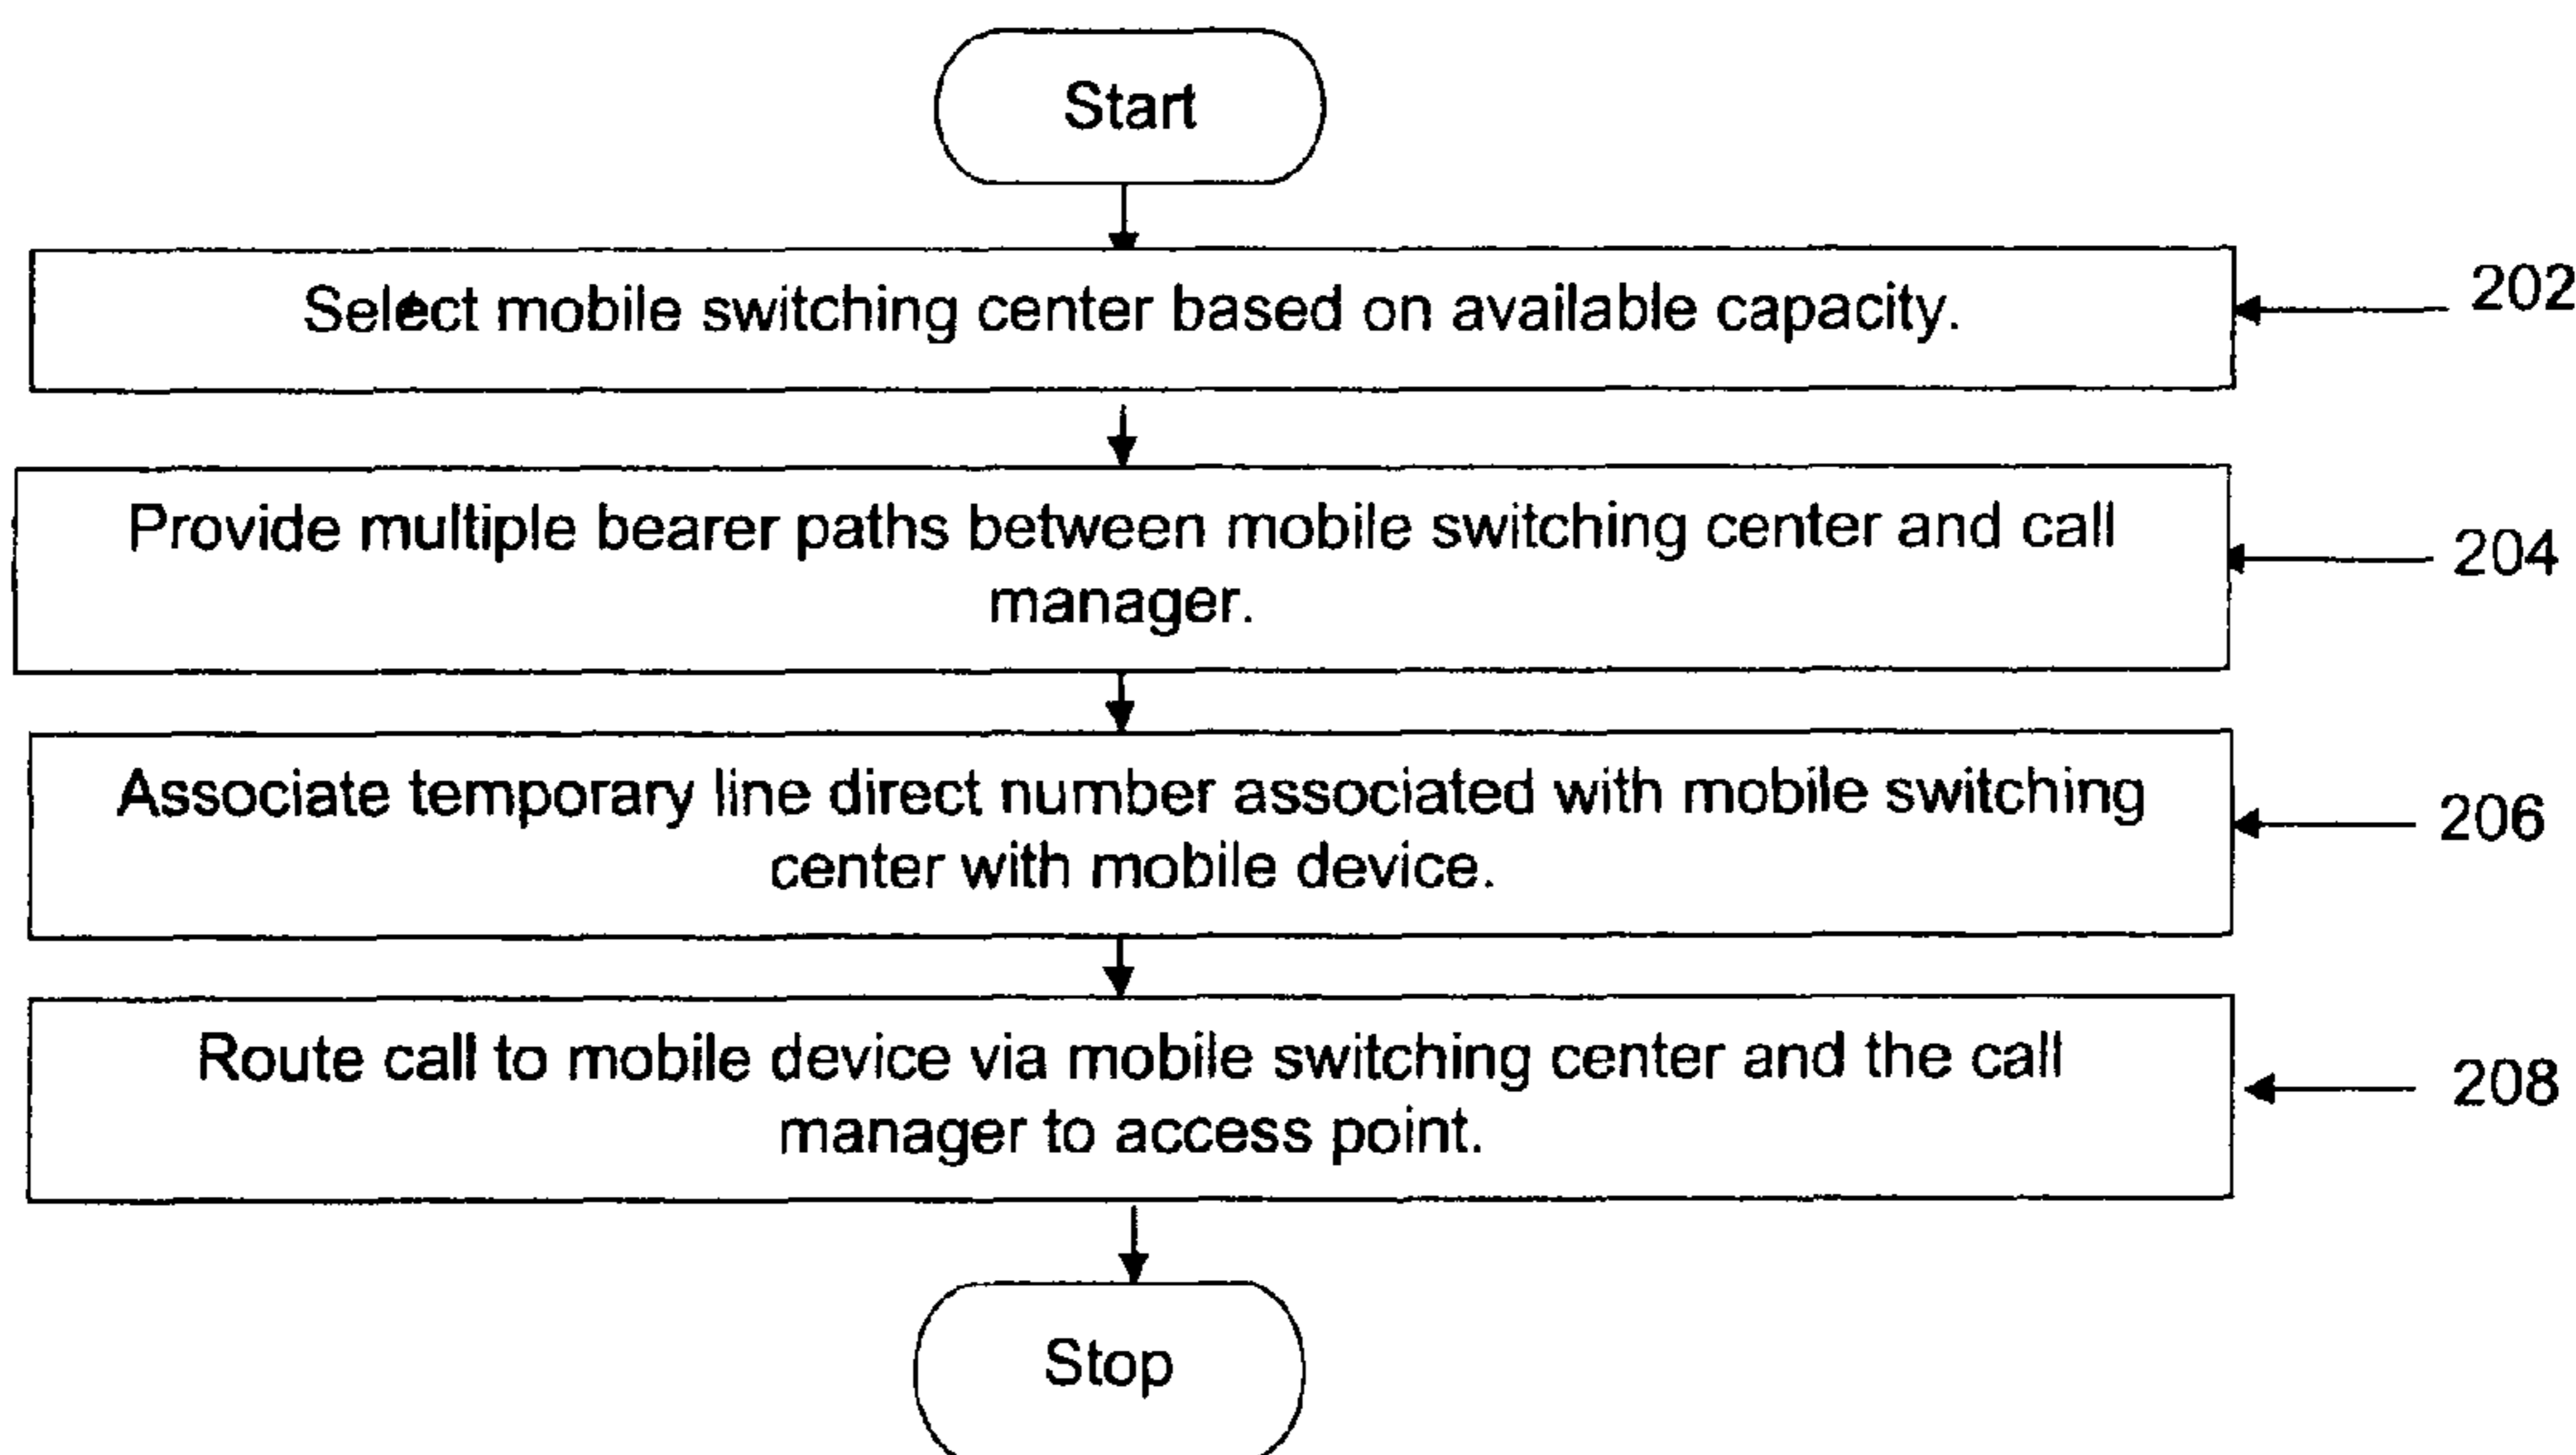 Start
Select mobile switching center based on available capacity.
202
Provide multiple bearer paths between mobile switching center and call
manager.
204
Associate temporary line direct number associated with mobile switching
center with mobile device.
206
Route call to mobile device via mobile switching center and the call
manager to access point.
208
Stop